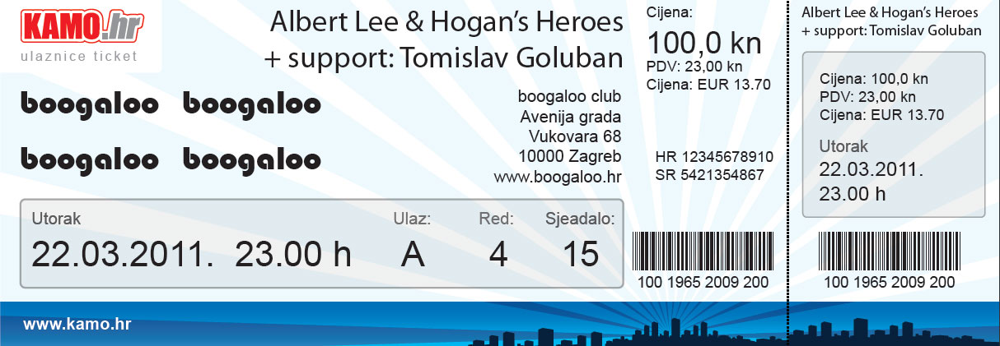 KAMO.hr
ulaznice ticket
Albert Lee & Hogan's Heroes
+ support: Tomislav Goluban
boogaloo boogaloo
boogaloo boogaloo
boogaloo club
Avenija grada
Vukovara 68
10000 Zagreb
www.boogaloo.hr
Cijena:
100,0 kn
PDV: 23,00 kn
Cijena: EUR 13.70
HR 12345678910
SR 5421354867
Utorak Ulaz: Red: Sjeadalo:
22.03.2011. 23.00 h A 4 15
100 1965 2009 200
www.kamo.hr
Albert Lee & Hogan's Heroes
+ support: Tomislav Goluban
Cijena: 100,0 kn
PDV: 23,00 kn
Cijena: EUR 13.70
Utorak
22.03.2011.
23.00 h
100 1965 2009 200